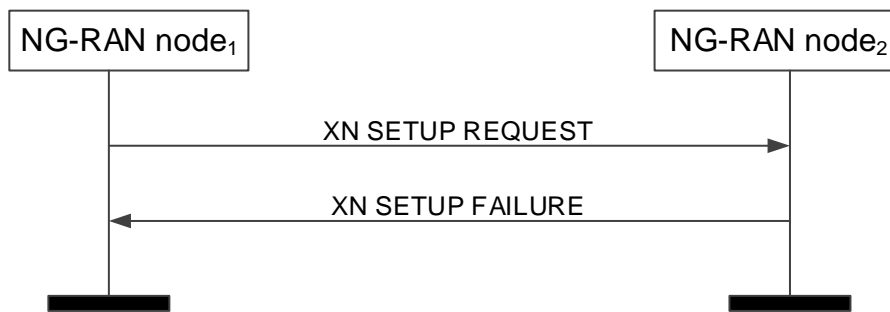 NG-RAN node₁
NG-RAN node₂
XN SETUP REQUEST
XN SETUP FAILURE